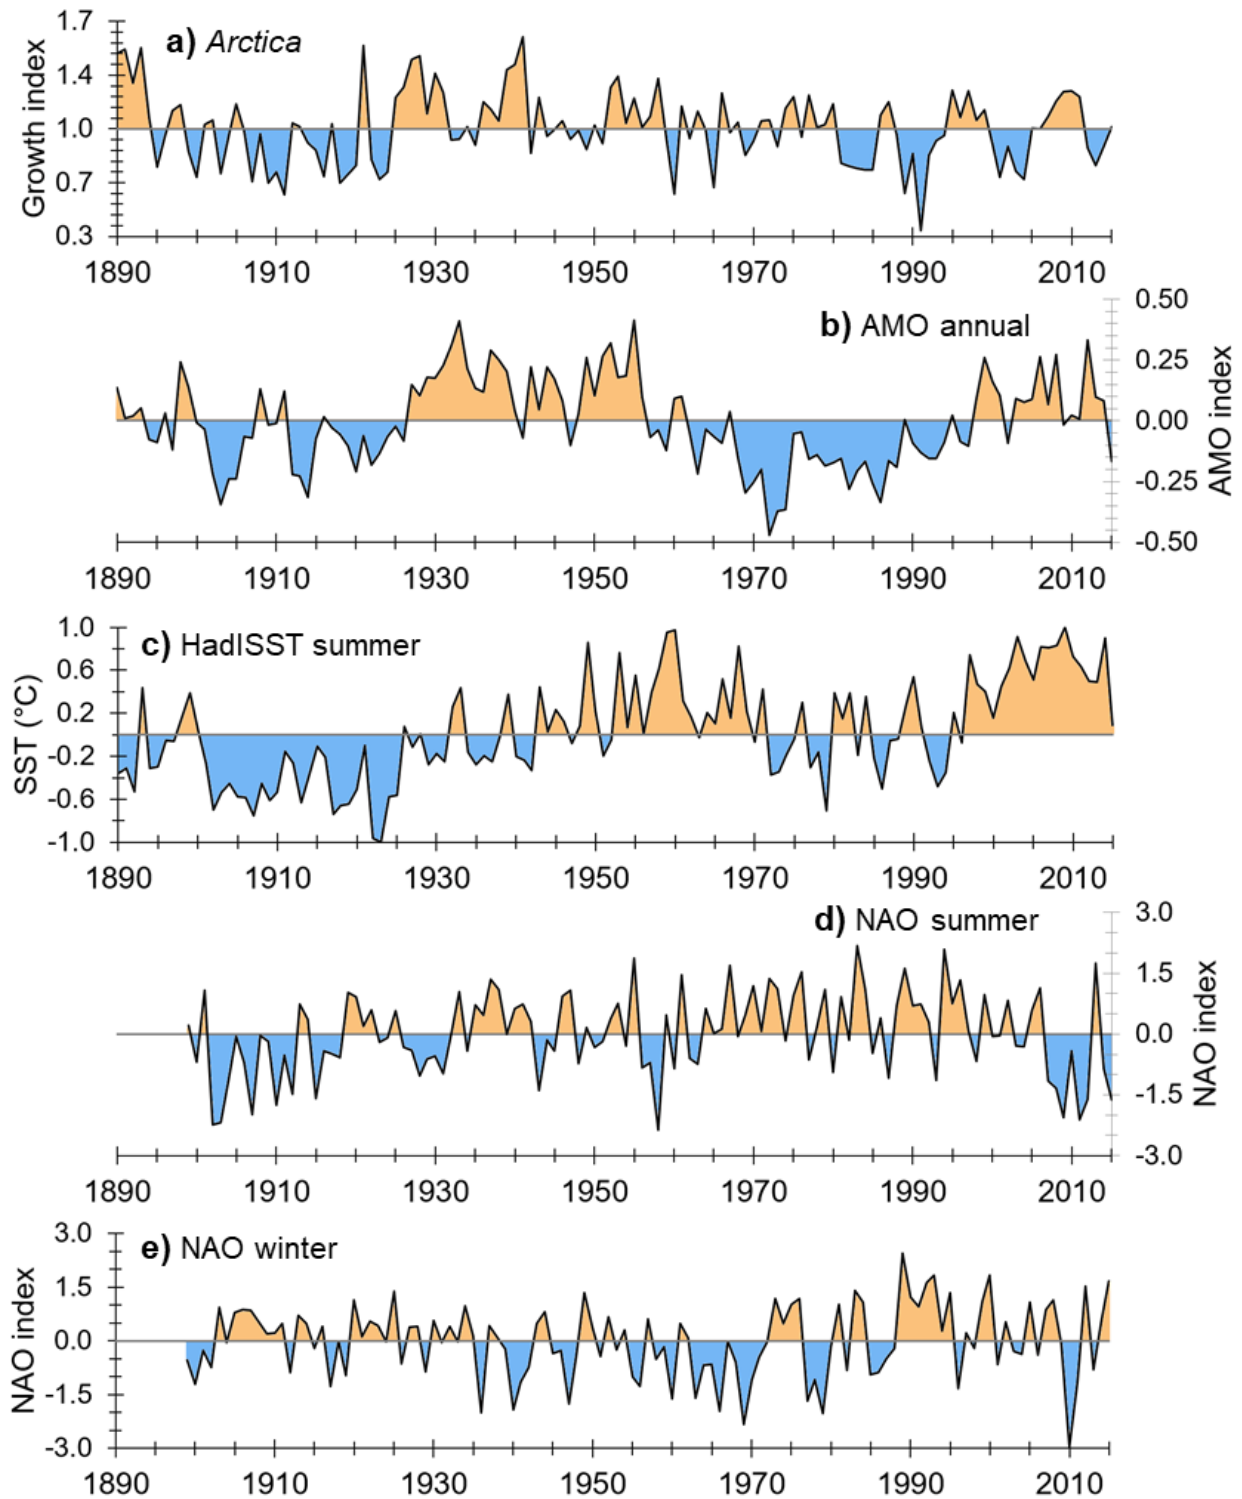 a) Arctica
Growth index
1.7
1.4
1.0
0.7
0.3
1890 1910 1930 1950 1970 1990 2010
b) AMO annual
AMO index
0.50
0.25
0.00
-0.25
-0.50
1890 1910 1930 1950 1970 1990 2010
c) HadISST summer
SST (°C)
1.0
0.6
0.2
-0.2
-0.6
-1.0
1890 1910 1930 1950 1970 1990 2010
d) NAO summer
NAO index
3.0
1.5
0.0
-1.5
-3.0
1890 1910 1930 1950 1970 1990 2010
e) NAO winter
NAO index
3.0
1.5
0.0
-1.5
-3.0
1890 1910 1930 1950 1970 1990 2010